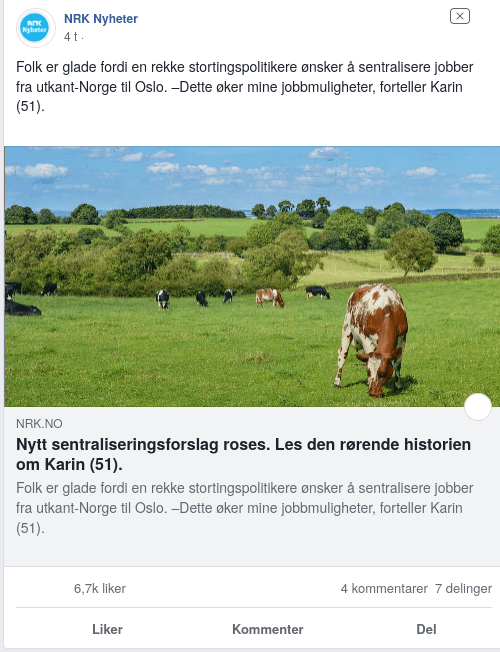 NRK
Nyheter
NRK Nyheter
4 t ·
Folk er glade fordi en rekke stortingspolitikere ønsker å sentralisere jobber
fra utkant-Norge til Oslo. –Dette øker mine jobbmuligheter, forteller Karin
(51).
NRK.NO
Nytt sentraliseringsforslag roses. Les den rørende historien
om Karin (51).
Folk er glade fordi en rekke stortingspolitikere ønsker å sentralisere jobber
fra utkant-Norge til Oslo. –Dette øker mine jobbmuligheter, forteller Karin
(51).
6,7k liker 4 kommentarer 7 delinger
Liker Kommenter Del